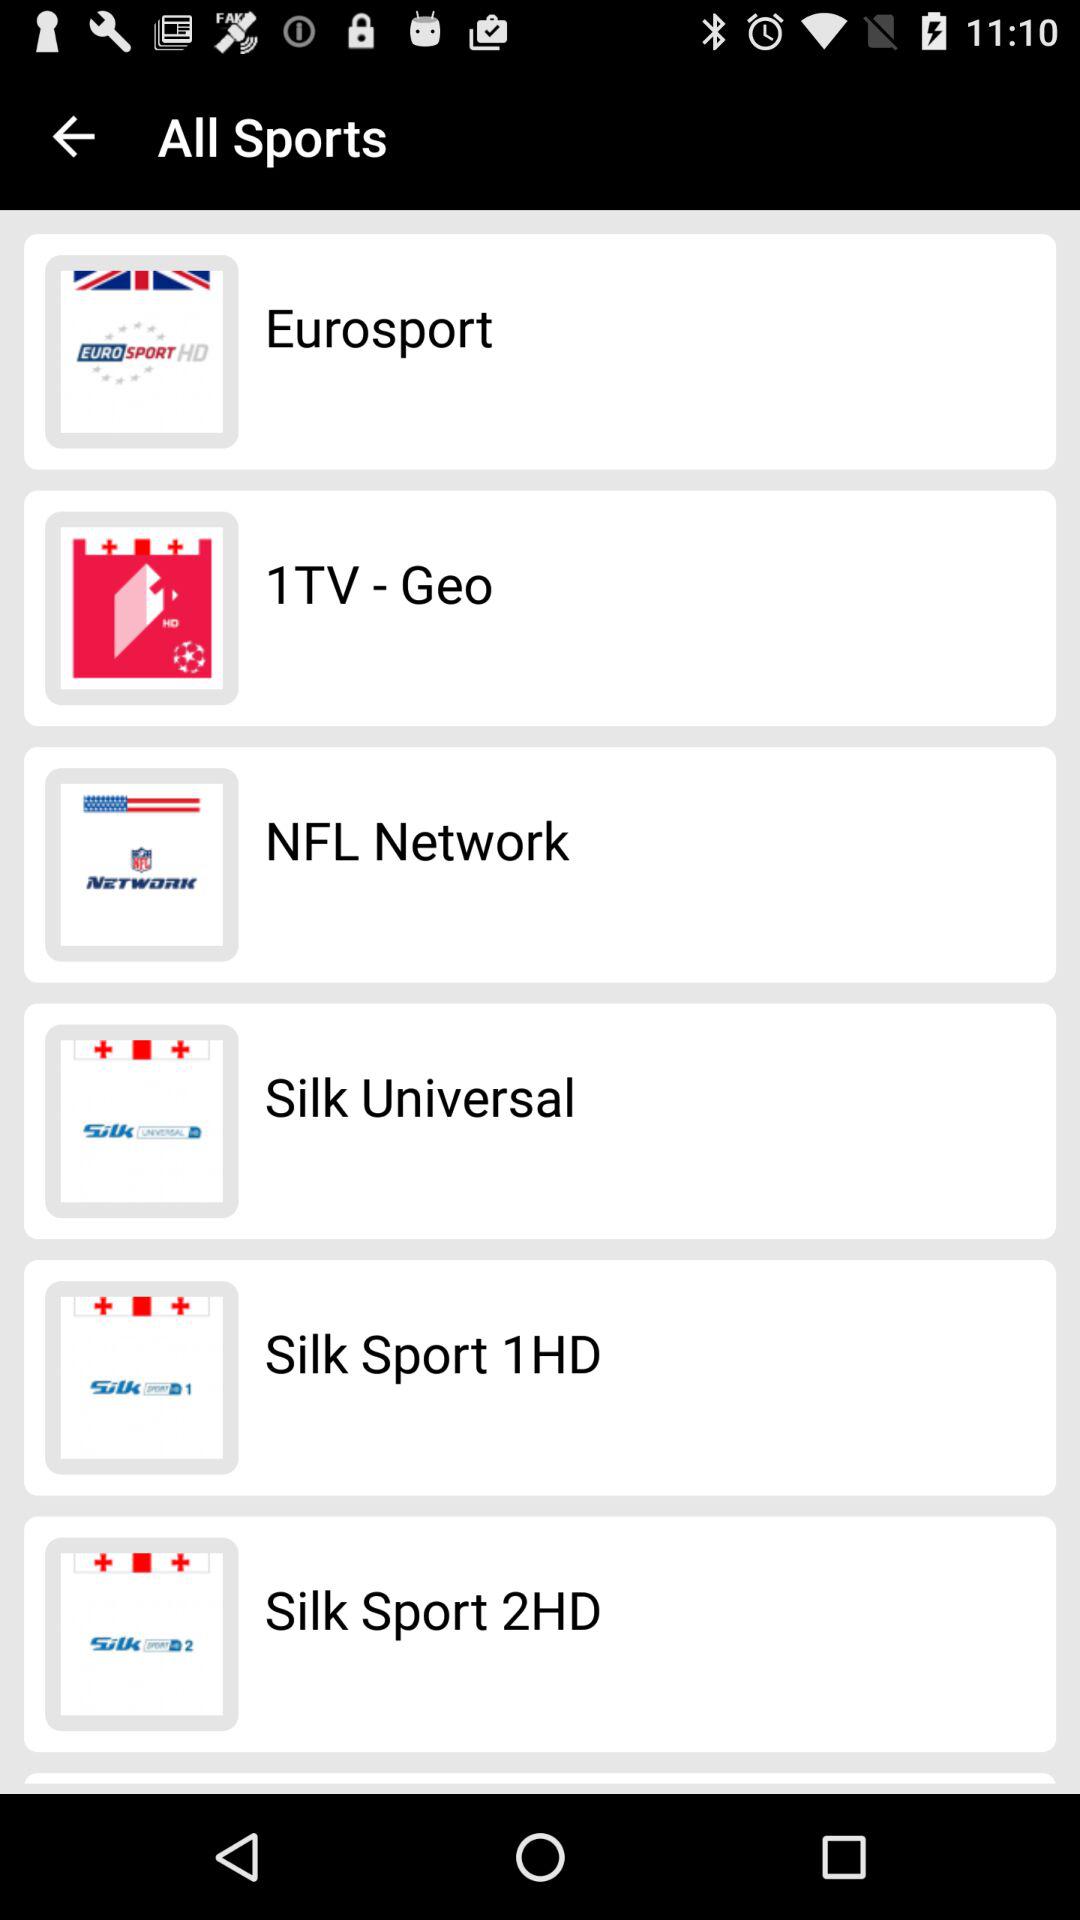 FAKE
11:10
All Sports
EUROSPORT HD
Eurosport
1TV - Geo
HD
NFL
NETWORK
NFL Network
Silk UNIVERSAL
Silk Universal
Silk SPORT 1
Silk Sport 1HD
Silk SPORT 2
Silk Sport 2HD